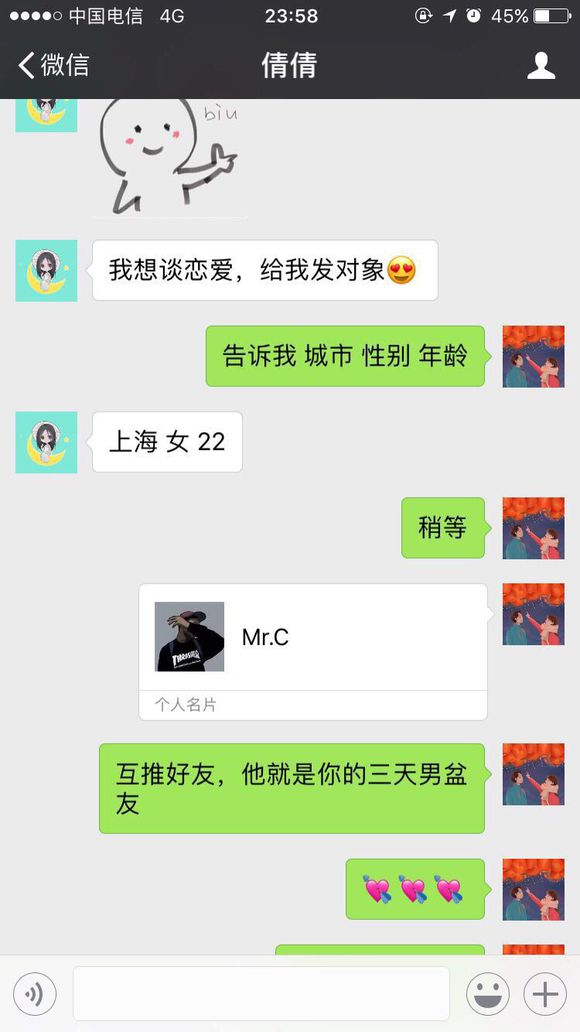 中国电信 4G 23:58 45%
微信 倩倩
biu
我想谈恋爱，给我发对象😍
告诉我 城市 性别 年龄
上海 女 22
稍等
THRASHER
Mr.C
个人名片
互推好友，他就是你的三天男盆
友
💘💘💘